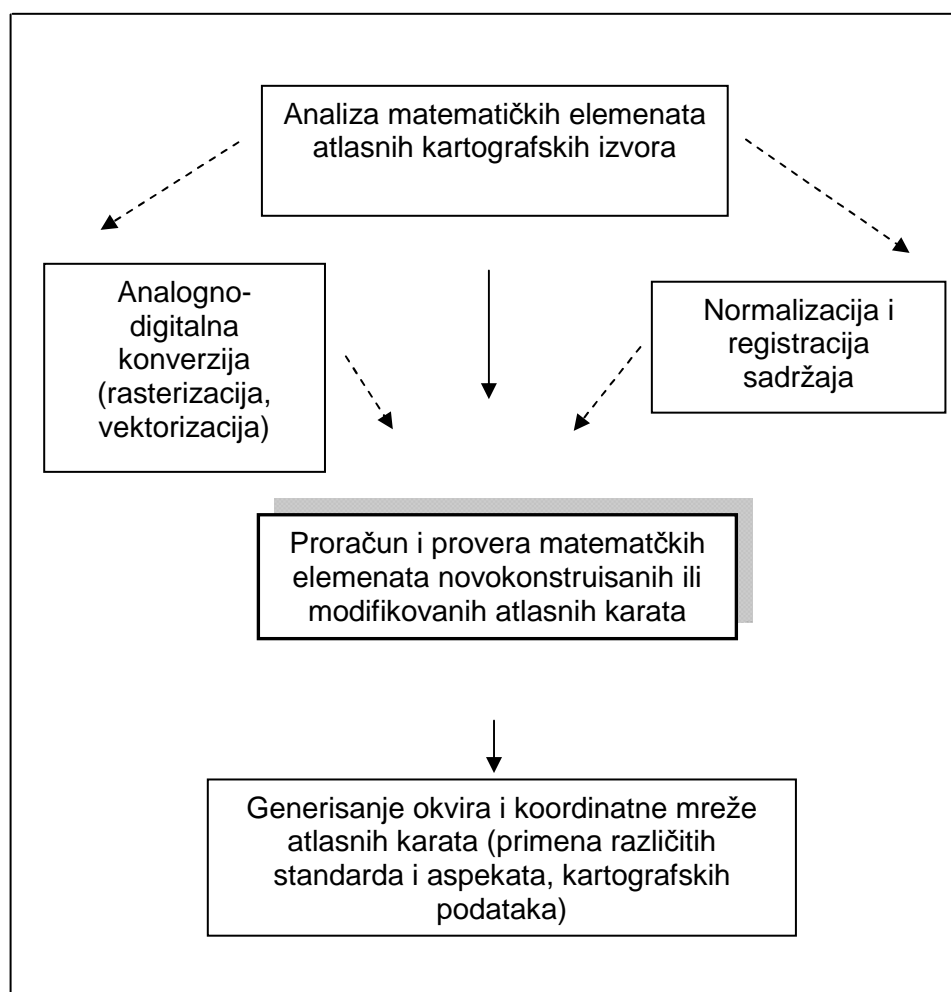 Analiza matematičkih elemenata
atlasnih kartografskih izvora
Analogno-
digitalna
konverzija
(rasterizacija,
vektorizacija)
Normalizacija i
registracija
sadržaja
Proračun i provera matematčkih
elemenata novokonstruisanih ili
modifikovanih atlasnih karata
Generisanje okvira i koordinatne mreže
atlasnih karata (primena različitih
standarda i aspekata, kartografskih
podataka)